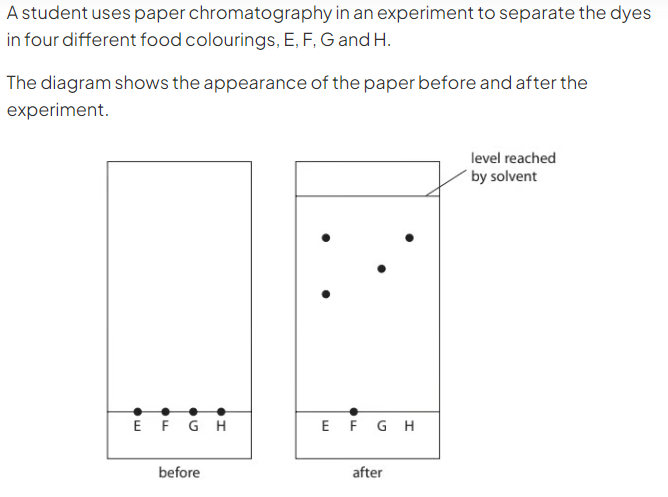 A student uses paper chromatography in an experiment to separate the dyes
in four different food colourings, E, F, G and H.
The diagram shows the appearance of the paper before and after the
experiment.
level reached
by solvent
E F G H
E F G H
before
after